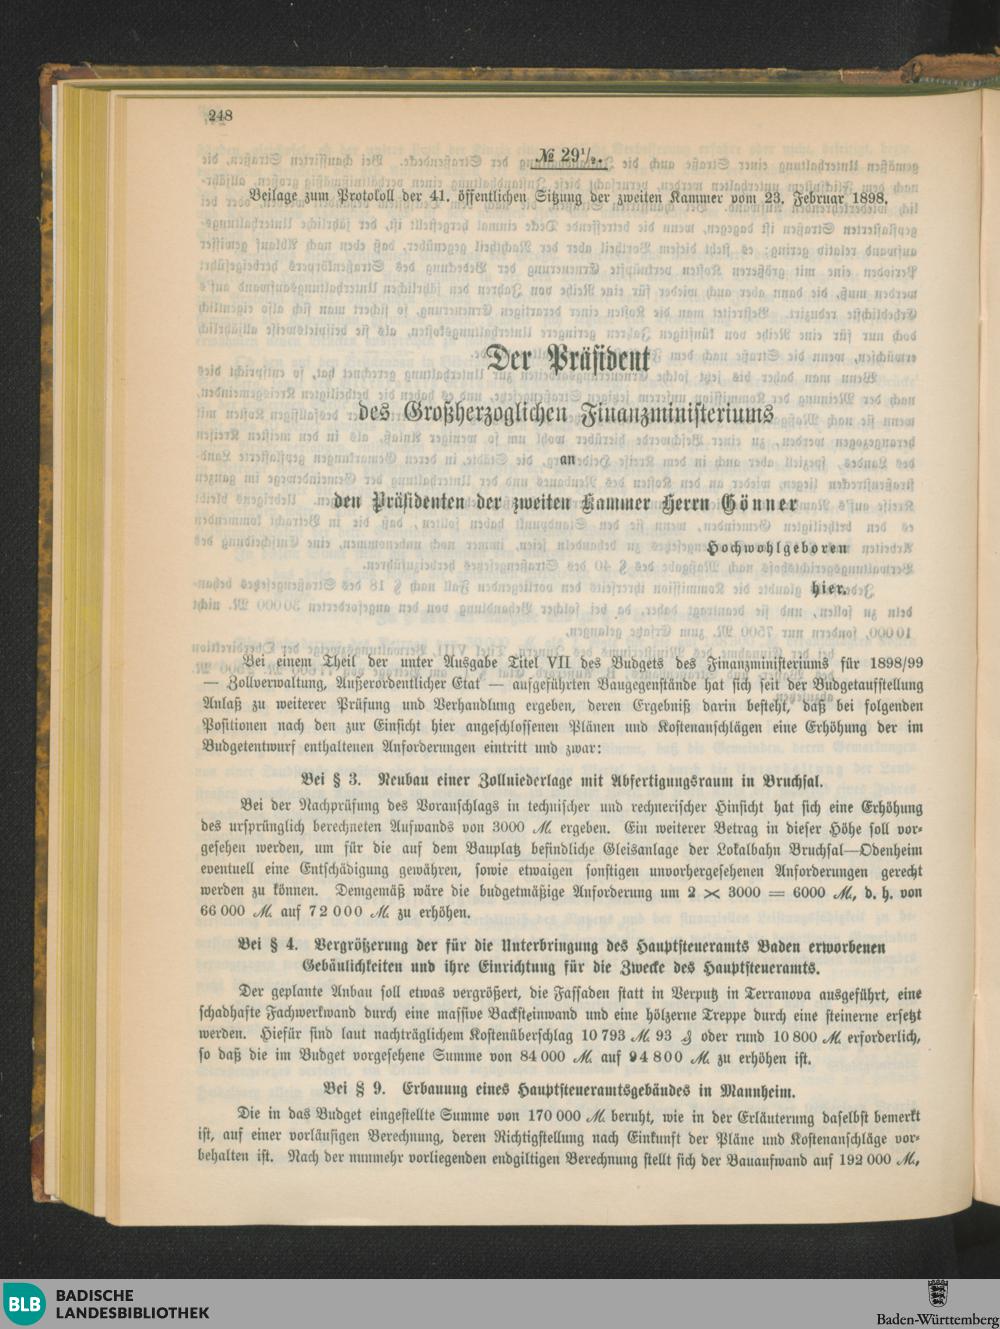 248
№ 29½.
Beilage zum Protokoll der 41. öffentlichen Sitzung der zweiten Kammer vom 23. Februar 1898.
Der Präsident
des Großherzoglichen Finanzministeriums
an
den Präsidenten der zweiten Kammer Herrn Gönner
Hochwohlgeboren
hier.
Bei einem Theil der unter Ausgabe Titel VII des Budgets des Finanzministeriums für 1898/99
— Zollverwaltung, Außerordentlicher Etat — aufgeführten Baugegenstände hat sich seit der Budgetaufstellung
Anlaß zu weiterer Prüfung und Verhandlung ergeben, deren Ergebniß darin besteht, daß bei folgenden
Positionen nach den zur Einsicht hier angeschlossenen Plänen und Kostenanschlägen eine Erhöhung der im
Budgetentwurf enthaltenen Anforderungen eintritt und zwar:
Bei § 3. Neubau einer Zollniederlage mit Abfertigungsraum in Bruchsal.
Bei der Nachprüfung des Voranschlags in technischer und rechnerischer Hinsicht hat sich eine Erhöhung
des ursprünglich berechneten Aufwands von 3000 ℳ. ergeben. Ein weiterer Betrag in dieser Höhe soll vor-
gesehen werden, um für die auf dem Bauplatz befindliche Gleisanlage der Lokalbahn Bruchsal—Odenheim
eventuell eine Entschädigung gewähren, sowie etwaigen sonstigen unvorhergesehenen Anforderungen gerecht
werden zu können. Demgemäß wäre die budgetmäßige Anforderung um 2 × 3000 = 6000 ℳ., d. h. von
66 000 ℳ. auf 72 000 ℳ. zu erhöhen.
Bei § 4. Vergrößerung der für die Unterbringung des Hauptsteueramts Baden erworbenen
Gebäulichkeiten und ihre Einrichtung für die Zwecke des Hauptsteueramts.
Der geplante Anbau soll etwas vergrößert, die Fassaden statt in Verputz in Terranova ausgeführt, eine
schadhafte Fachwerkwand durch eine massive Backsteinwand und eine hölzerne Treppe durch eine steinerne ersetzt
werden. Hiefür sind laut nachträglichem Kostenüberschlag 10 793 ℳ. 93 ₰ oder rund 10 800 ℳ. erforderlich,
so daß die im Budget vorgesehene Summe von 84 000 ℳ. auf 94 800 ℳ. zu erhöhen ist.
Bei § 9. Erbauung eines Hauptsteueramtsgebäudes in Mannheim.
Die in das Budget eingestellte Summe von 170 000 ℳ. beruht, wie in der Erläuterung daselbst bemerkt
ist, auf einer vorläufigen Berechnung, deren Richtigstellung nach Einkunft der Pläne und Kostenanschläge vor-
behalten ist. Nach der nunmehr vorliegenden endgiltigen Berechnung stellt sich der Bauaufwand auf 192 000 ℳ.,
BLB BADISCHE
LANDESBIBLIOTHEK
Baden-Württemberg